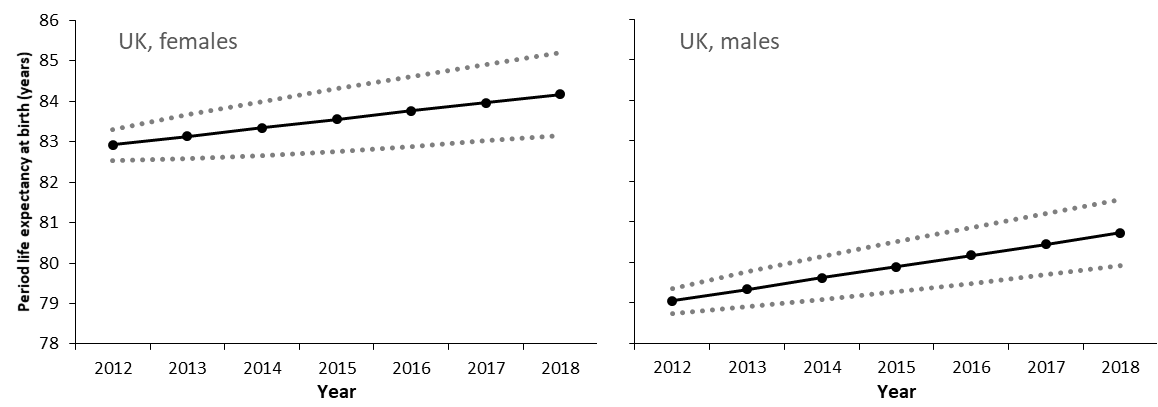 UK, females
UK, males
Period life expectancy at birth (years)
86
85
84
83
82
81
80
79
78
2012 2013 2014 2015 2016 2017 2018
Year
2012 2013 2014 2015 2016 2017 2018
Year